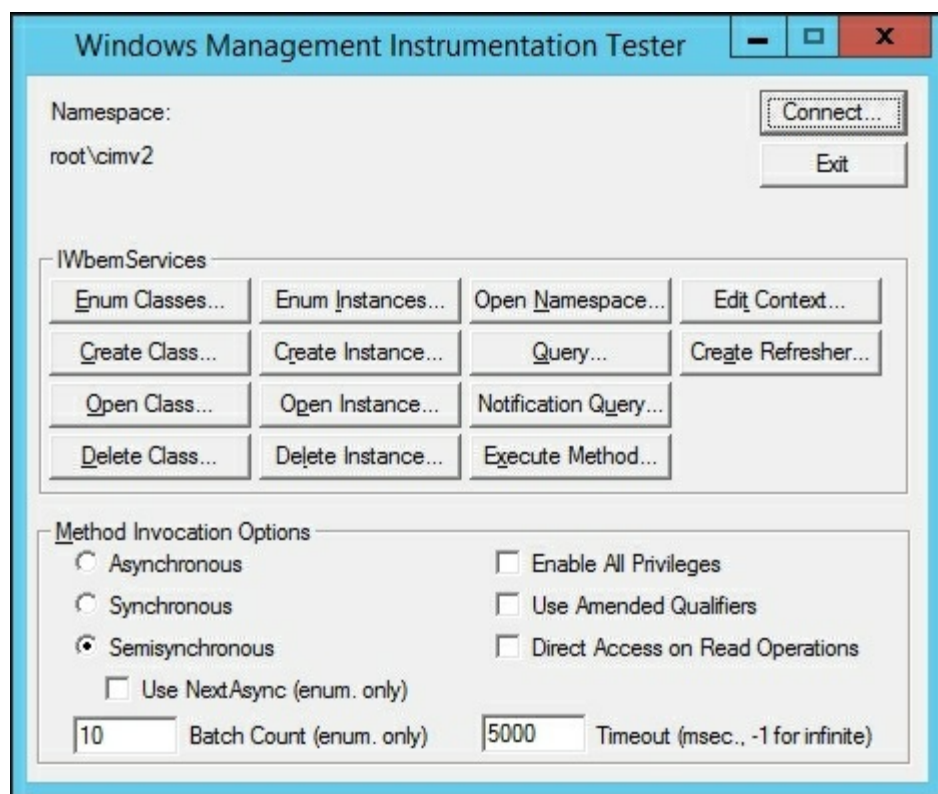 Windows Management Instrumentation Tester
Namespace:
Connect...
root\cimv2
Exit
IWbemServices
Enum Classes... Enum Instances... Open Namespace... Edit Context...
Create Class... Create Instance... Query... Create Refresher...
Open Class... Open Instance... Notification Query...
Delete Class... Delete Instance... Execute Method...
Method Invocation Options
Asynchronous Enable All Privileges
Synchronous Use Amended Qualifiers
Semisynchronous Direct Access on Read Operations
Use NextAsync (enum. only)
10 Batch Count (enum. only) 5000 Timeout (msec., -1 for infinite)